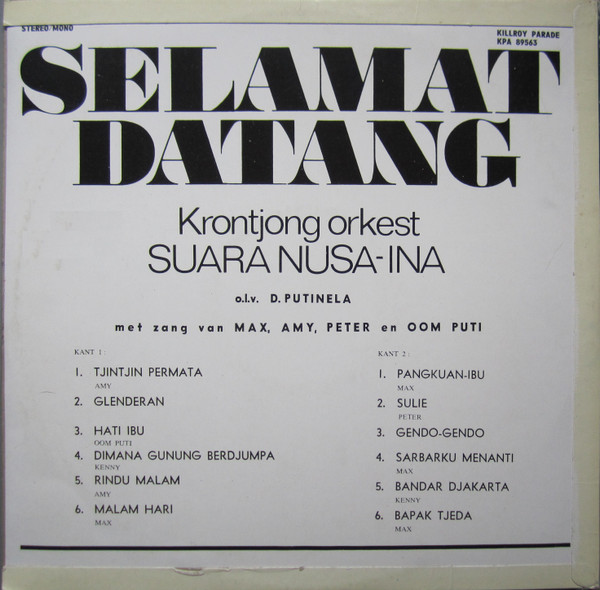 STEREO/MONO
KILLROY PARADE
KPA 89563
SELAMAT
DATANG
Krontjong orkest
SUARA NUSA-INA
o.l.v. D. PUTINELA
met zang van MAX, AMY, PETER en OOM PUTI
KANT 1:
1. TJINTJIN PERMATA
AMY
2. GLENDERAN
3. HATI IBU
OOM PUTI
4. DIMANA GUNUNG BERDJUMPA
KENNY
5. RINDU MALAM
AMY
6. MALAM HARI
MAX
KANT 2:
1. PANGKUAN-IBU
MAX
2. SULIE
PETER
3. GENDO-GENDO
4. SARBARKU MENANTI
MAX
5. BANDAR DJAKARTA
KENNY
6. BAPAK TJEDA
MAX